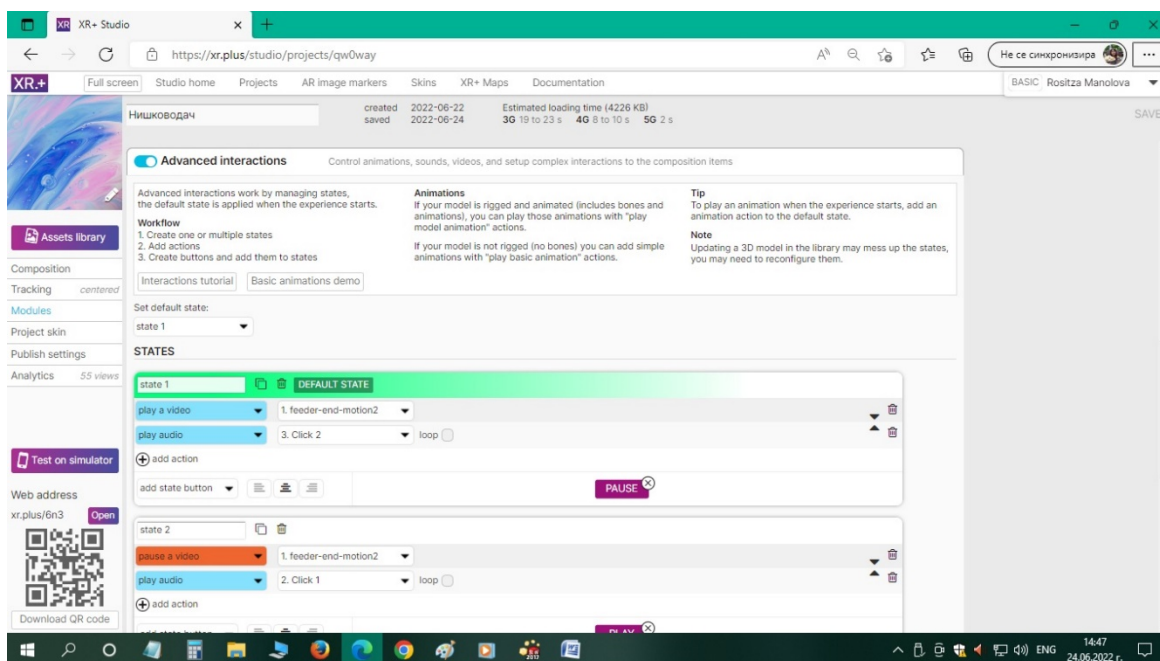 XR XR+ Studio
https://xr.plus/studio/projects/qw0way
Не се синхронизира
XR.+ Full screen Studio home Projects AR image markers Skins XR+ Maps Documentation BASIC Rositza Manolova
Нишководач
created 2022-06-22
saved 2022-06-24
Estimated loading time (4226 KB)
3G 19 to 23 s 4G 8 to 10 s 5G 2 s
SAVE
Advanced interactions Control animations, sounds, videos, and setup complex interactions to the composition items
Advanced interactions work by managing states,
the default state is applied when the experience starts.
Workflow
1. Create one or multiple states
2. Add actions
3. Create buttons and add them to states
Animations
If your model is rigged and animated (includes bones and
animations), you can play those animations with "play
model animation" actions.
If your model is not rigged (no bones) you can add simple
animations with "play basic animation" actions.
Tip
To play an animation when the experience starts, add an
animation action to the default state.
Note
Updating a 3D model in the library may mess up the states,
you may need to reconfigure them.
Interactions tutorial Basic animations demo
Assets library
Composition
Tracking centered
Modules
Project skin
Publish settings
Analytics 55 views
Test on simulator
Web address
xr.plus/6n3 Open
Download QR code
Set default state:
state 1
STATES
state 1 DEFAULT STATE
play a video 1. feeder-end-motion2
play audio 3. Click 2 loop
add action
add state button PAUSE
state 2
pause a video 1. feeder-end-motion2
play audio 2. Click 1 loop
add action
add state button PLAY
ENG 14:47
24.06.2022 г.